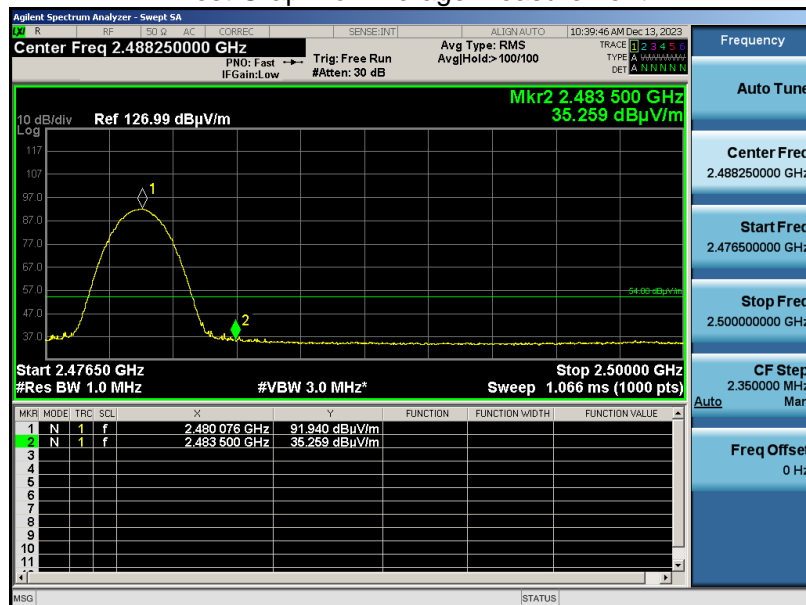 Agilent Spectrum Analyzer - Swept SA
LXI R RF 50 Ω AC CORREC SENSE:INT ALIGN AUTO 10:39:46 AM Dec 13, 2023
Center Freq 2.488250000 GHz
PNO: Fast
IFGain:Low
Trig: Free Run
#Atten: 30 dB
Avg Type: RMS
Avg|Hold:>100/100
TRACE 1 2 3 4 5 6
TYPE A
DET A N N N N N
Mkr2 2.483 500 GHz
35.259 dBµV/m
10 dB/div Ref 126.99 dBµV/m
Log
117
107
97.0
87.0
77.0
67.0
57.0
47.0
37.0
1
2
54.00 dBµV/m
Start 2.47650 GHz Stop 2.50000 GHz
#Res BW 1.0 MHz #VBW 3.0 MHz* Sweep 1.066 ms (1000 pts)
MKR MODE TRC SCL X Y FUNCTION FUNCTION WIDTH FUNCTION VALUE
1 N 1 f 2.480 076 GHz 91.940 dBµV/m
2 N 1 f 2.483 500 GHz 35.259 dBµV/m
3
4
5
6
7
8
9
10
11
MSG STATUS
Frequency
Auto Tune
Center Freq
2.488250000 GHz
Start Freq
2.476500000 GHz
Stop Freq
2.500000000 GHz
CF Step
2.350000 MHz
Auto Man
Freq Offset
0 Hz